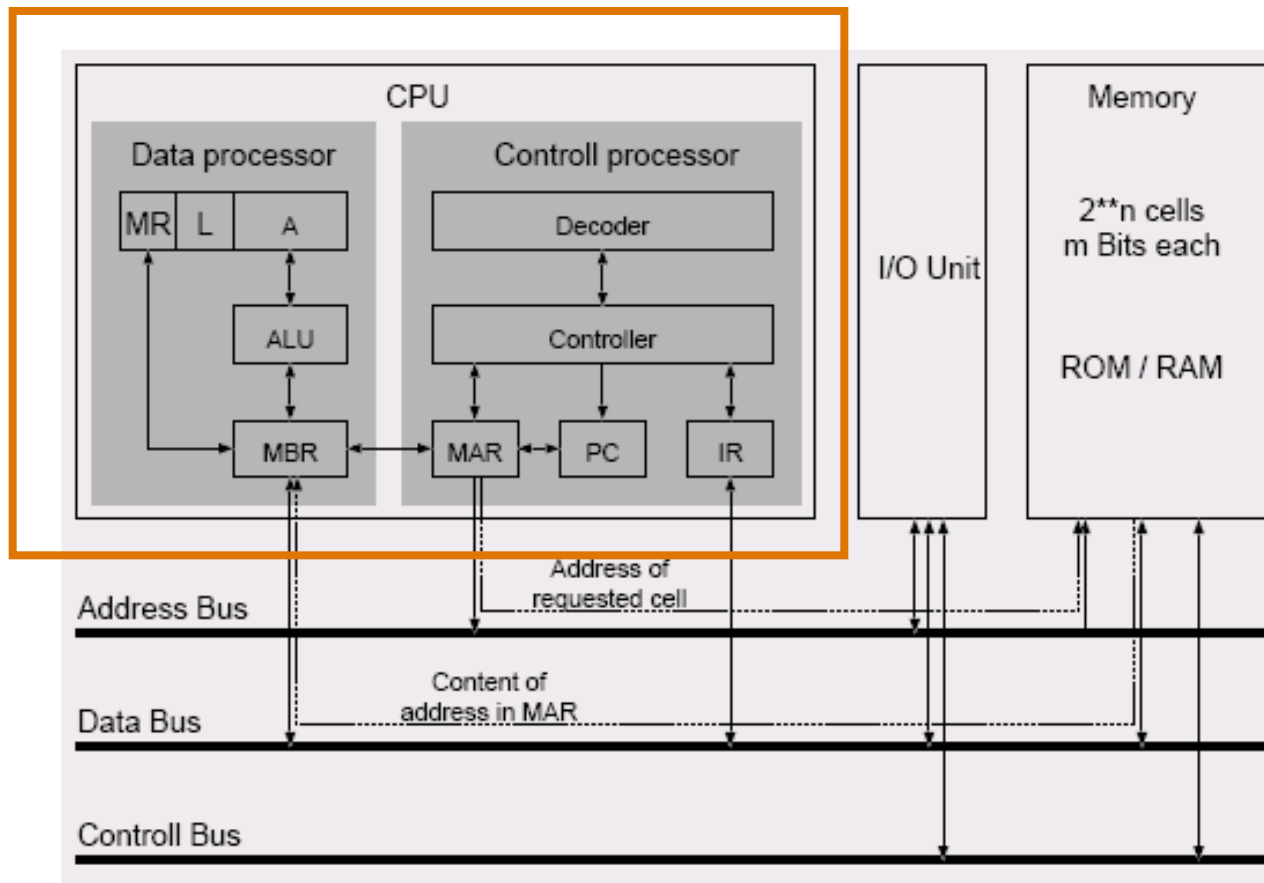 CPU
Data processor
MR
L
A
ALU
MBR
Controll processor
Decoder
Controller
MAR
PC
IR
I/O Unit
Memory
2**n cells
m Bits each
ROM / RAM
Address of
requested cell
Address Bus
Content of
address in MAR
Data Bus
Controll Bus